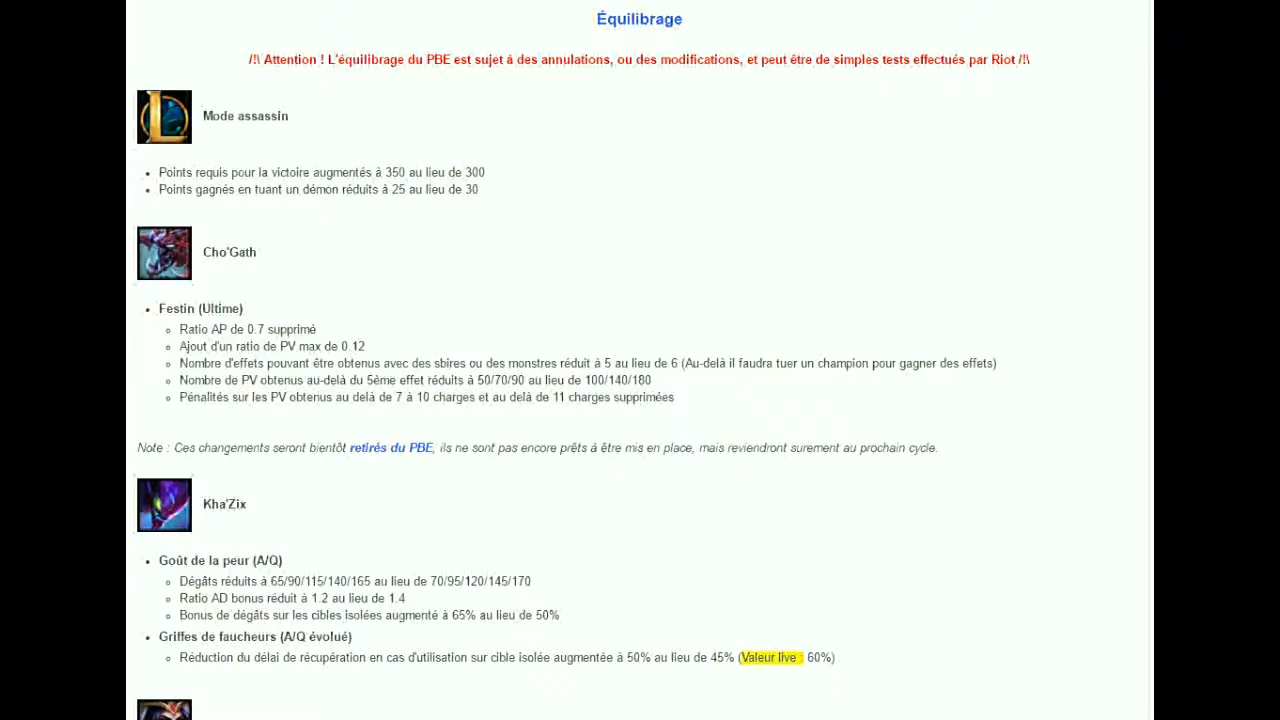 Équilibrage
/!\ Attention ! L'équilibrage du PBE est sujet á des annulations, ou des modifications, et peut être de simples tests effectués par Riot /!\
Mode assassin
Points requis pour la victoire augmentés à 350 au lieu de 300
Points gagnés en tuant un démon réduits à 25 au lieu de 30
Cho'Gath
Festin (Ultime)
Ratio AP de 0.7 supprimé
Ajout d'un ratio de PV max de 0.12
Nombre d'effets pouvant être obtenus avec des sbires ou des monstres réduit à 5 au lieu de 6 (Au-delà il faudra tuer un champion pour gagner des effets)
Nombre de PV obtenus au-delà du 5ème effet réduits à 50/70/90 au lieu de 100/140/180
Pénalités sur les PV obtenus au delà de 7 à 10 charges et au delà de 11 charges supprimées
Note : Ces changements seront bientôt retirés du PBE, ils ne sont pas encore prêts à être mis en place, mais reviendront surement au prochain cycle.
Kha'Zix
Goût de la peur (A/Q)
Dégâts réduits à 65/90/115/140/165 au lieu de 70/95/120/145/170
Ratio AD bonus réduit à 1.2 au lieu de 1.4
Bonus de dégâts sur les cibles isolées augmenté à 65% au lieu de 50%
Griffes de faucheurs (A/Q évolué)
Réduction du délai de récupération en cas d'utilisation sur cible isolée augmentée à 50% au lieu de 45% (Valeur live : 60%)